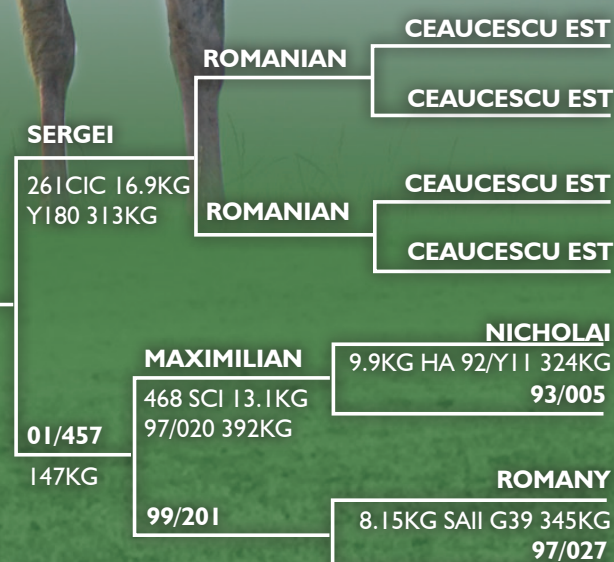 CEAUCESCU EST
ROMANIAN
CEAUCESCU EST
SERGEI
261CIC 16.9KG
Y180 313KG
CEAUCESCU EST
ROMANIAN
CEAUCESCU EST
NICHOLAI
MAXIMILIAN
9.9KG HA 92/Y11 324KG
468 SCI 13.1KG
93/005
97/020 392KG
01/457
147KG
ROMANY
99/201
8.15KG SAII G39 345KG
97/027